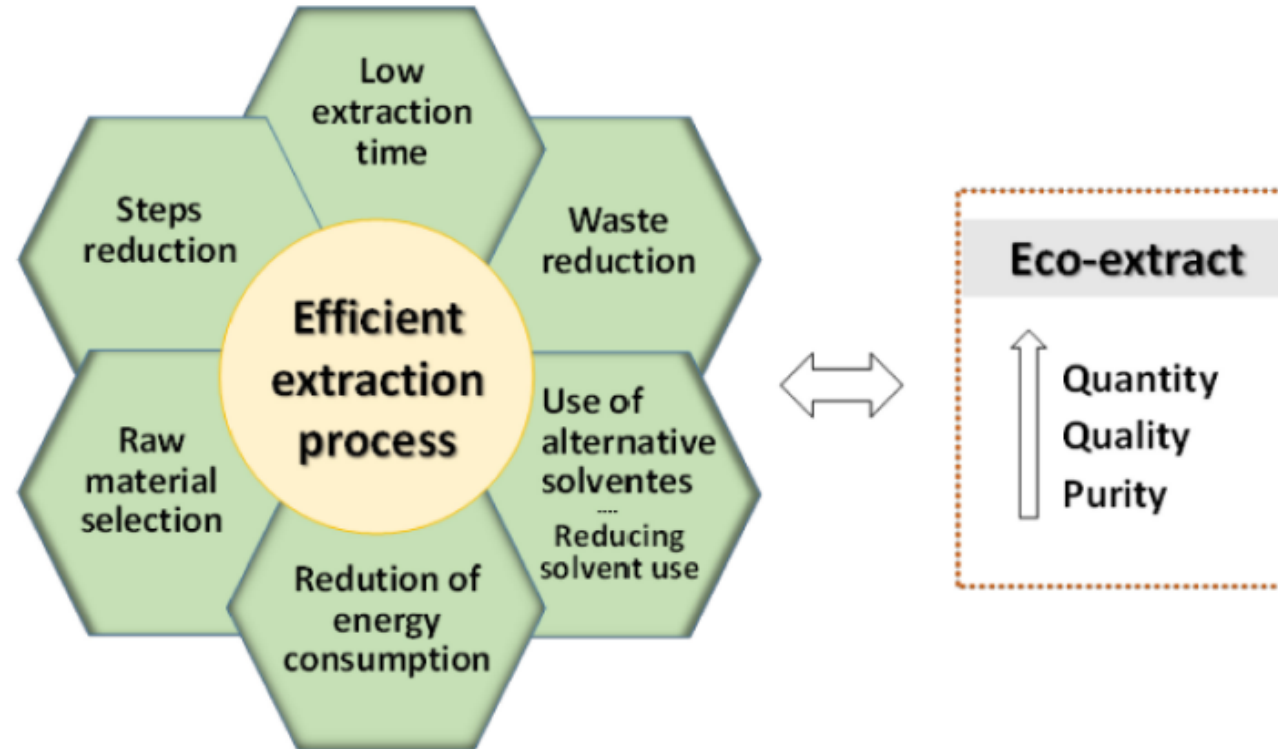 Low
extraction
time
Steps
reduction
Waste
reduction
Efficient
extraction
process
Raw
material
selection
Use of
alternative
solventes
----
Reducing
solvent use
Redution of
energy
consumption
Eco-extract
Quantity
Quality
Purity